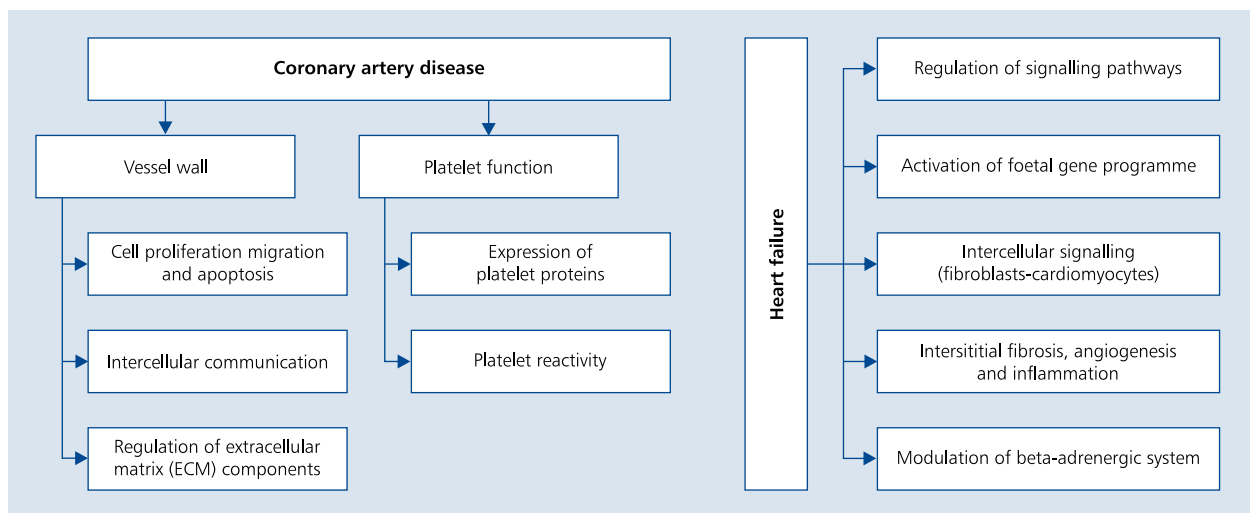 Coronary artery disease
Vessel wall
Platelet function
Cell proliferation migration
and apoptosis
Expression of
platelet proteins
Intercellular communication
Platelet reactivity
Regulation of extracellular
matrix (ECM) components
Heart failure
Regulation of signalling pathways
Activation of foetal gene programme
Intercellular signalling
(fibroblasts-cardiomyocytes)
Intersititial fibrosis, angiogenesis
and inflammation
Modulation of beta-adrenergic system